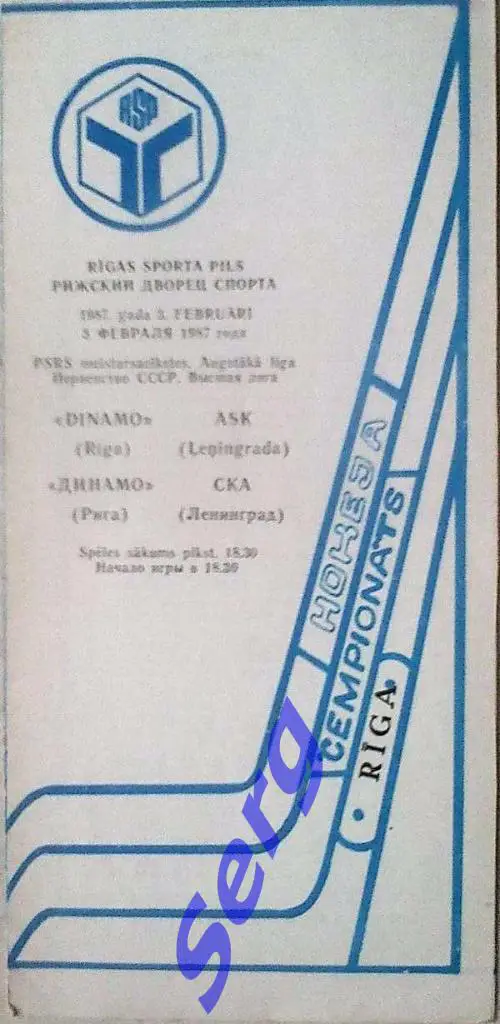 RSP
RĪGAS SPORTA PILS
РИЖСКИЙ ДВОРЕЦ СПОРТА
1987. gada 3. FEBRUĀRĪ
3 ФЕВРАЛЯ 1987 года
PSRS meistarsacīkstes. Augstākā līga
Первенство СССР. Высшая лига
«DINAMO» ASK
(Rīga) (Ļeņingrada)
«ДИНАМО» СКА
(Рига) (Ленинград)
Spēles sākums plkst. 18.30
Начало игры в 18.30
HOKEJA
ČEMPIONĀTS
RĪGA
Serg